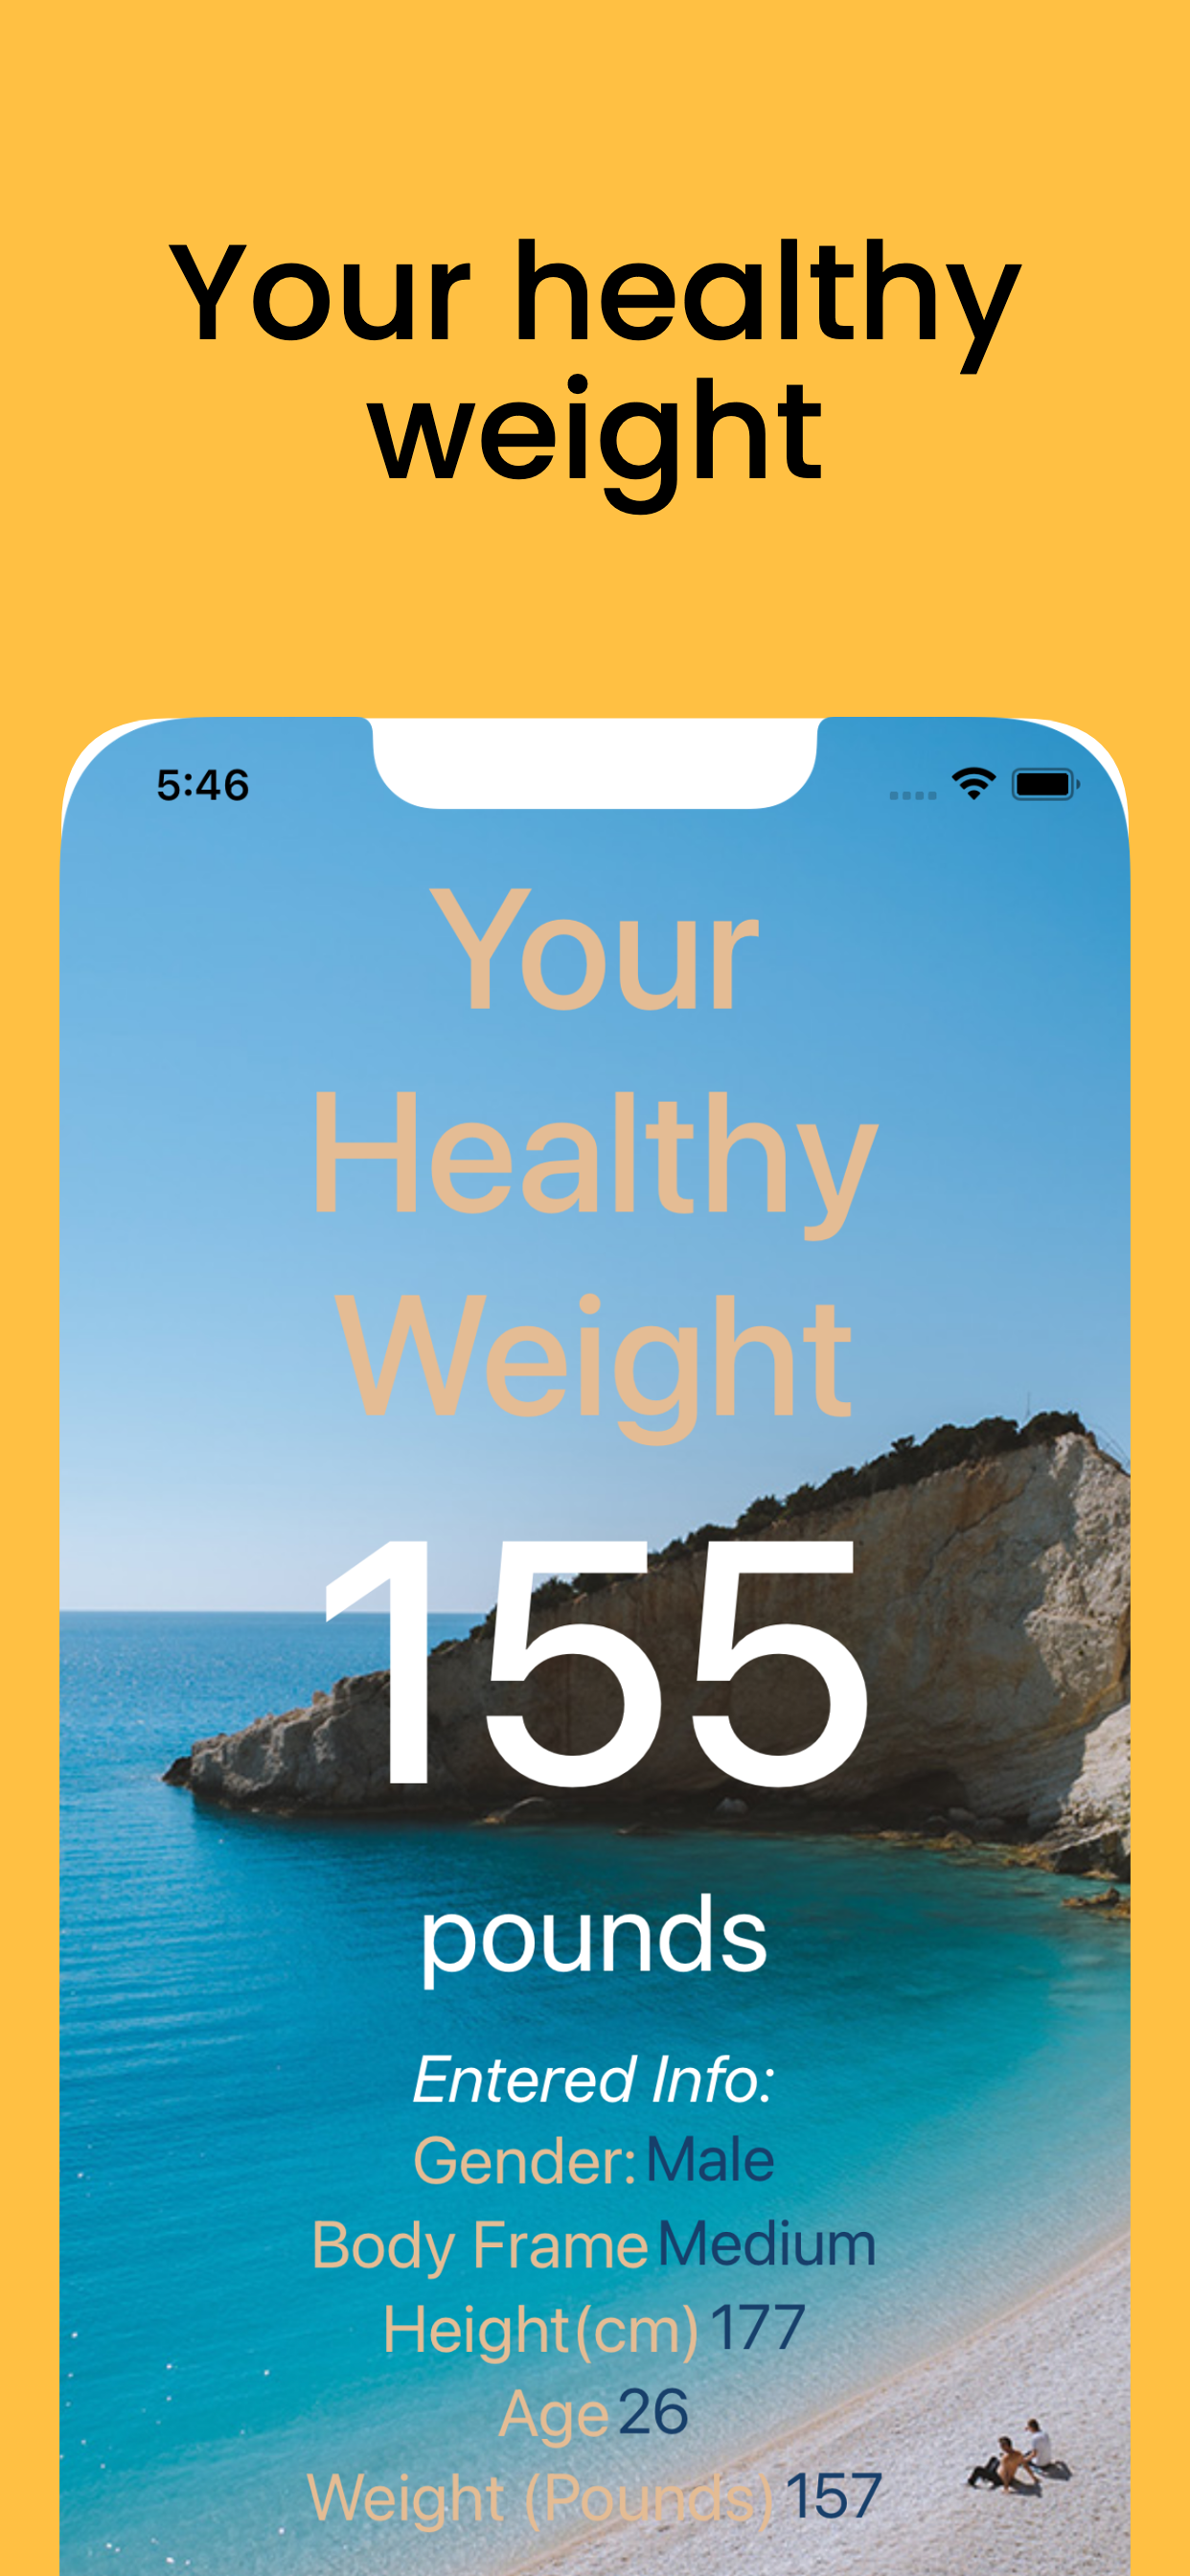 Your healthy
weight
5:46
Your
Healthy
Weight
155
pounds
Entered Info:
Gender: Male
Body Frame Medium
Height(cm) 177
Age 26
Weight (Pounds) 157